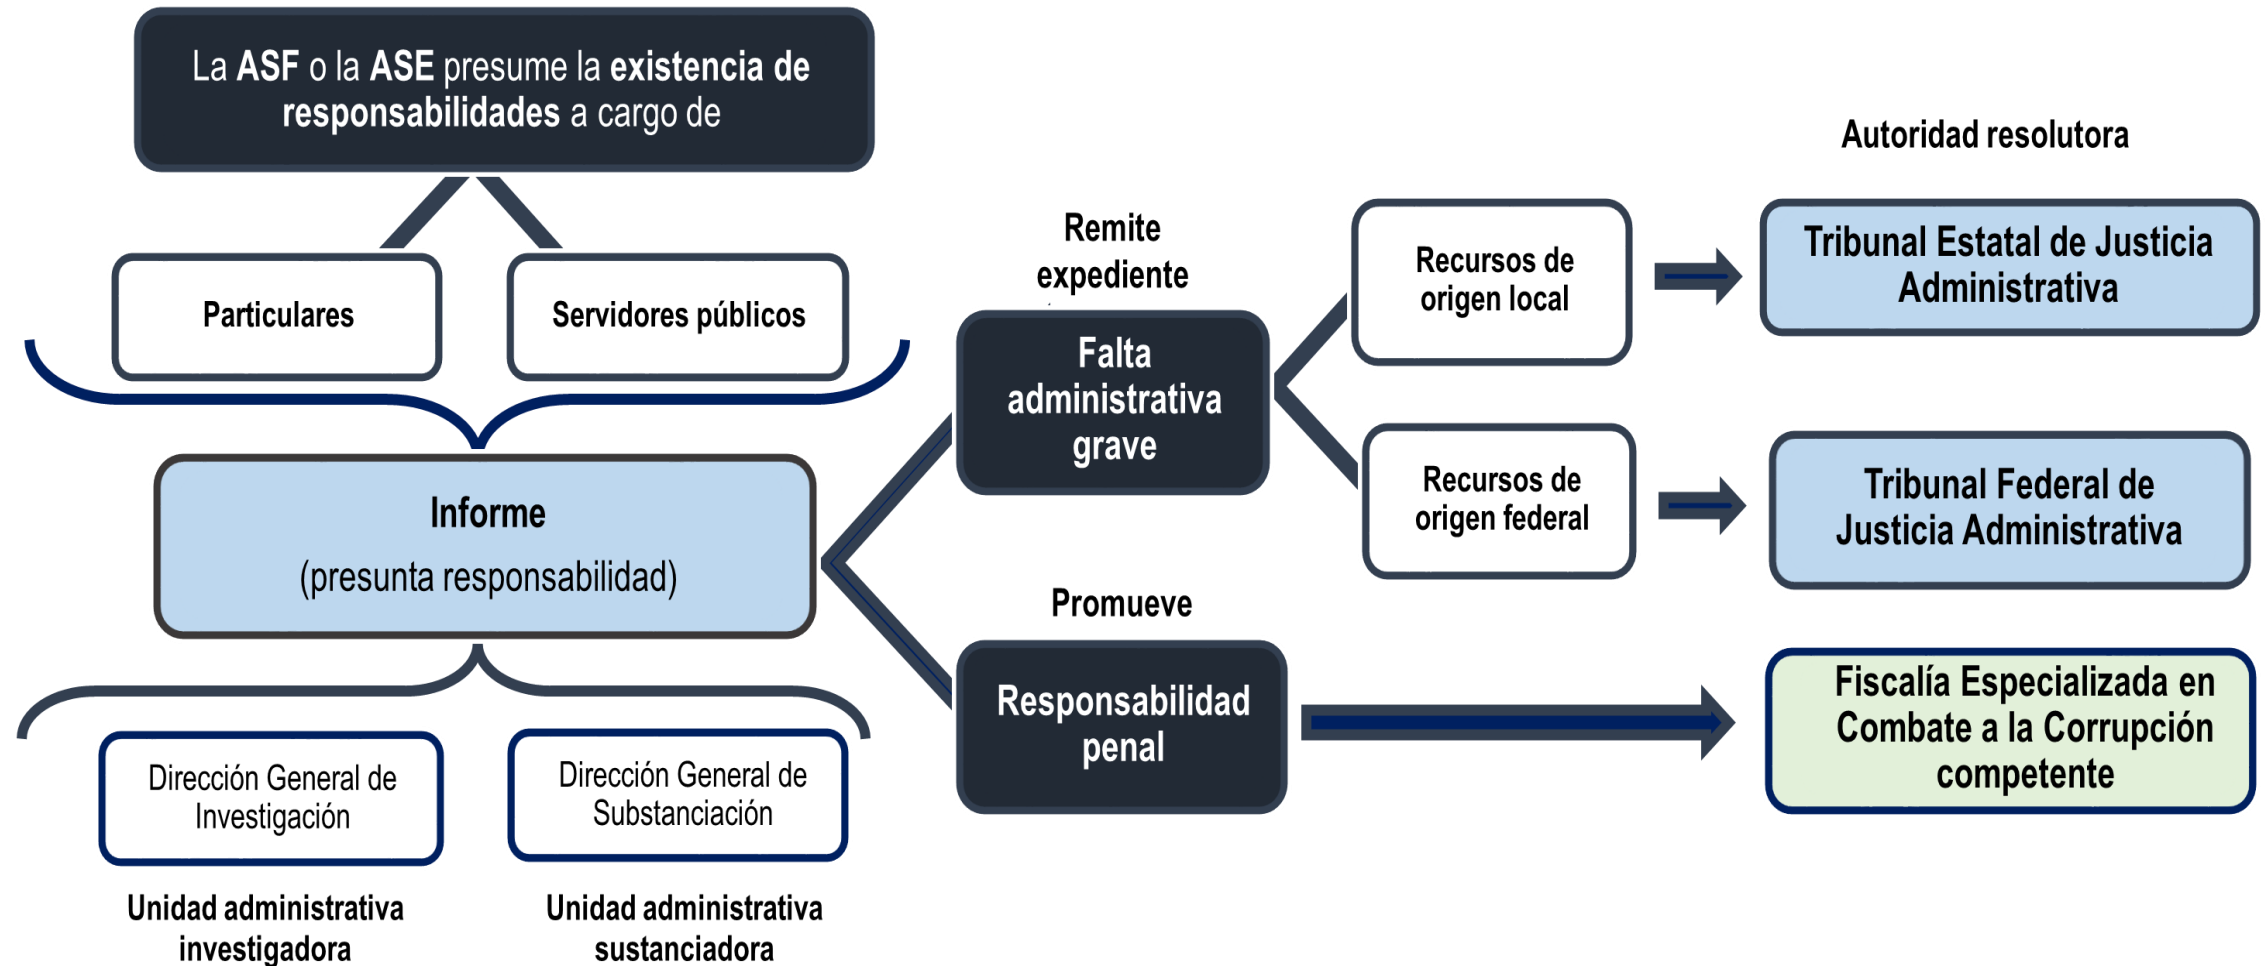 La ASF o la ASE presume la existencia de
responsabilidades a cargo de
Particulares
Servidores públicos
Informe
(presunta responsabilidad)
Dirección General de
Investigación
Dirección General de
Substanciación
Unidad administrativa
investigadora
Unidad administrativa
sustanciadora
Remite
expediente
Falta
administrativa
grave
Promueve
Responsabilidad
penal
Recursos de
origen local
Recursos de
origen federal
Autoridad resolutora
Tribunal Estatal de Justicia
Administrativa
Tribunal Federal de
Justicia Administrativa
Fiscalía Especializada en
Combate a la Corrupción
competente